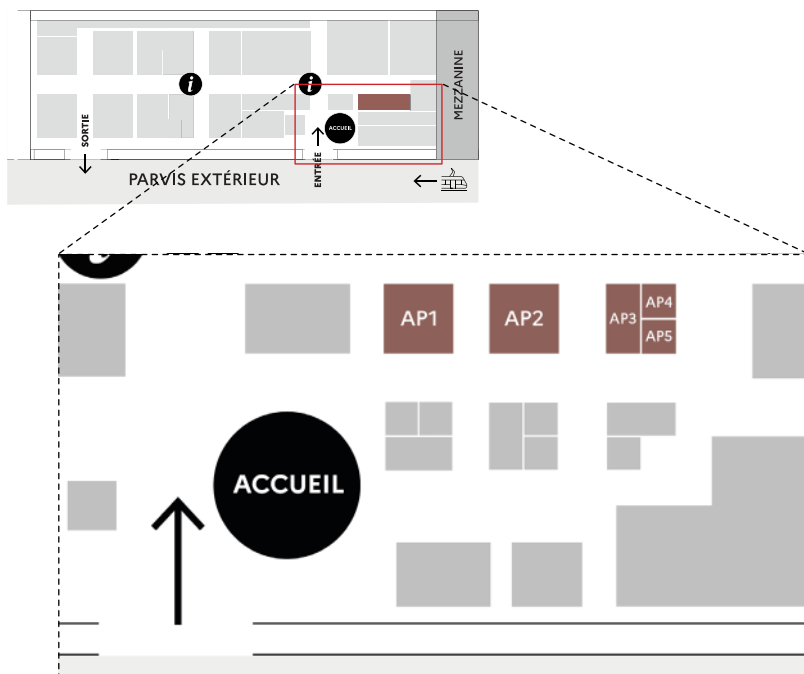 MEZZANINE
i
i
SORTIE
ENTRÉE
ACCUEIL
PARVIS EXTÉRIEUR
AP1
AP2
AP3
AP4
AP5
ACCUEIL